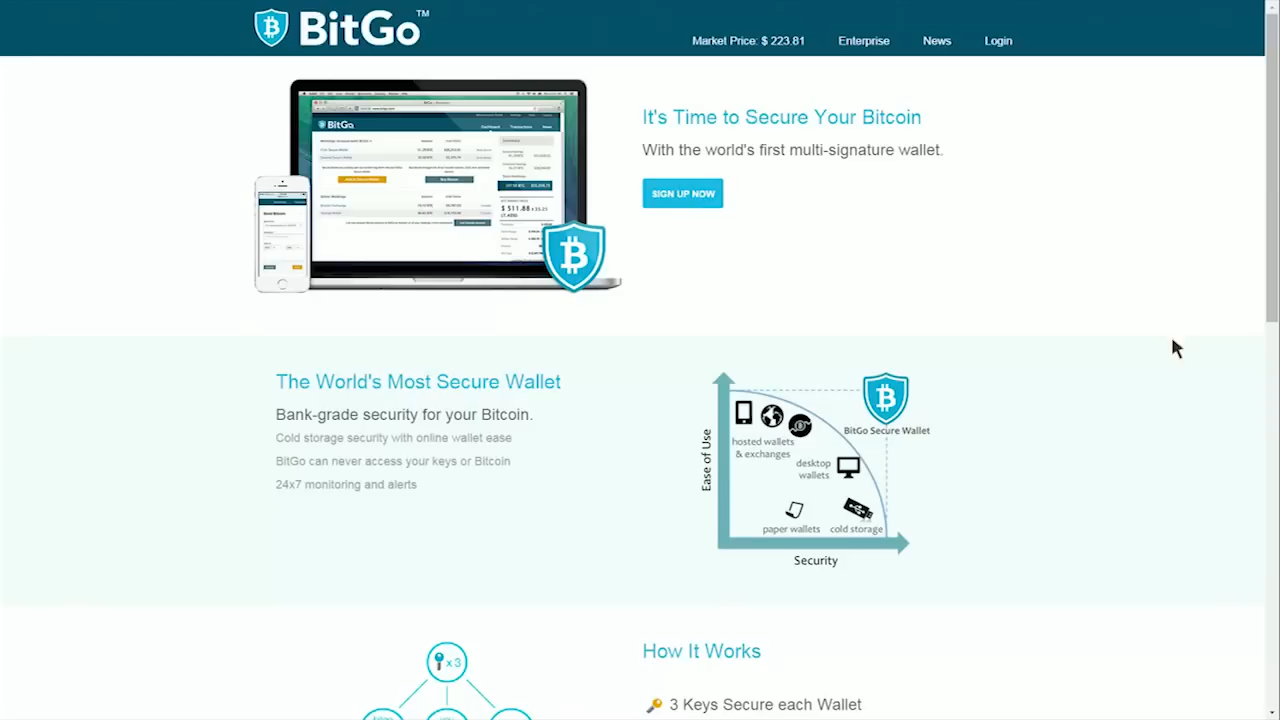 BitGo™
Market Price: $ 223.81
Enterprise
News
Login
BitGo
$ 511.88
It's Time to Secure Your Bitcoin
With the world's first multi-signature wallet.
SIGN UP NOW
The World's Most Secure Wallet
Bank-grade security for your Bitcoin.
Cold storage security with online wallet ease
BitGo can never access your keys or Bitcoin
24x7 monitoring and alerts
Ease of Use
hosted wallets
& exchanges
BitGo Secure Wallet
desktop
wallets
paper wallets
cold storage
Security
x 3
How It Works
3 Keys Secure each Wallet